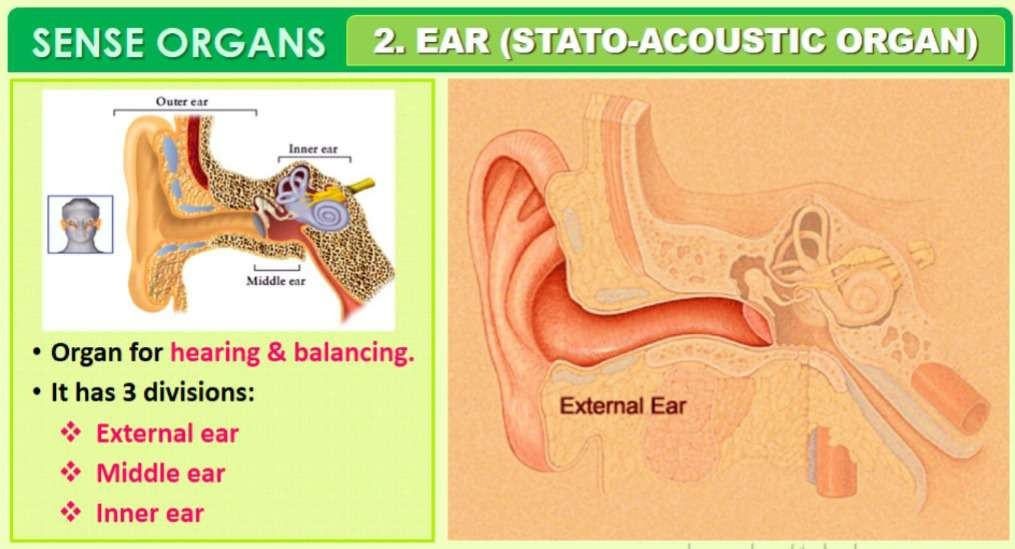 SENSE ORGANS
2. EAR (STATO-ACOUSTIC ORGAN)
Outer ear
Inner ear
Middle ear
• Organ for hearing & balancing.
• It has 3 divisions:
❖ External ear
❖ Middle ear
❖ Inner ear
External Ear